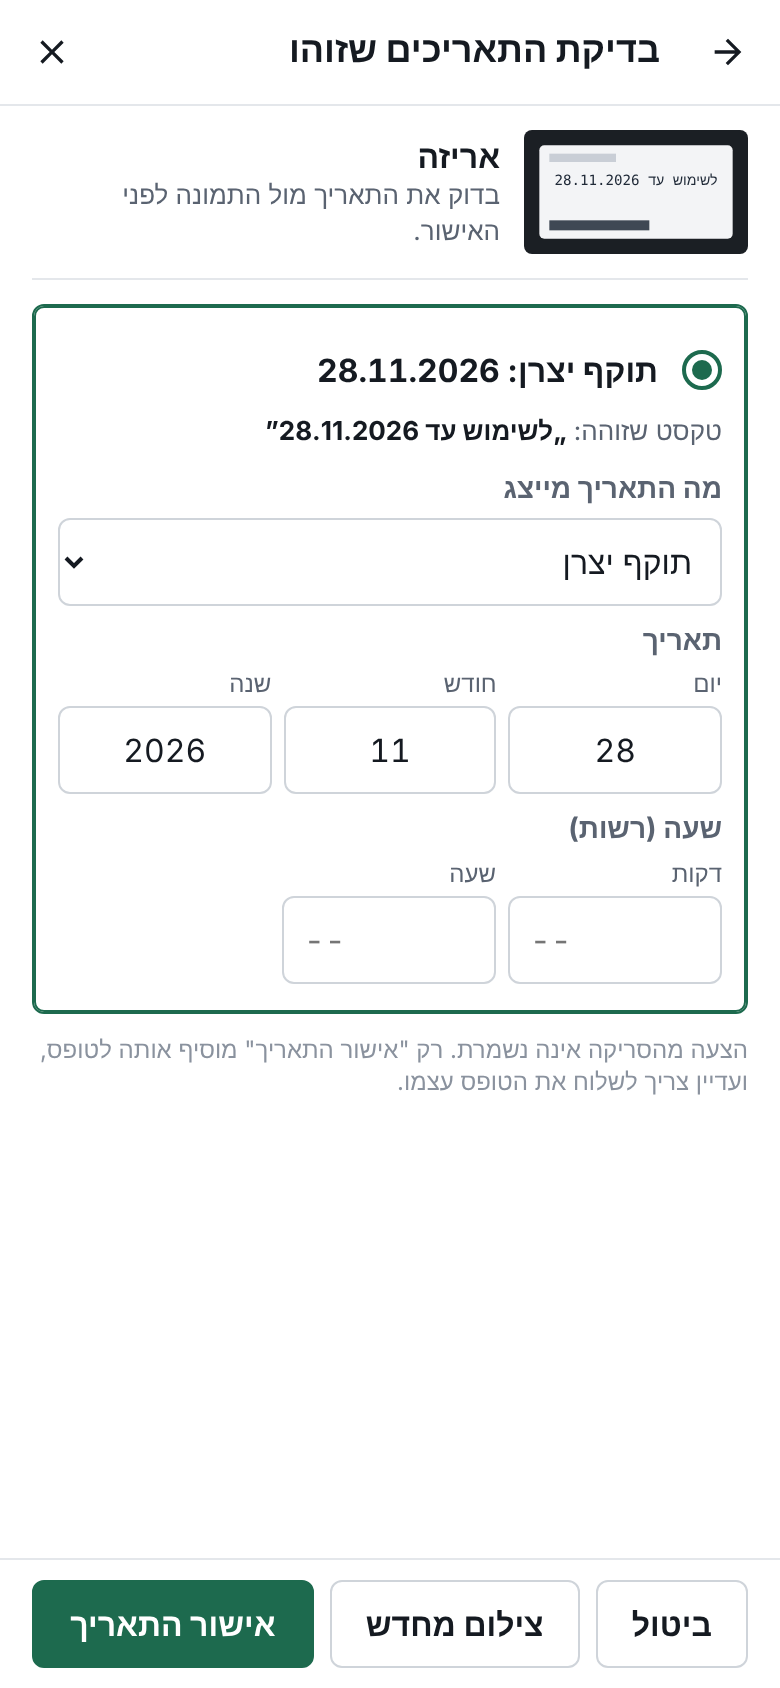 בדיקת התאריכים שזוהו
לשימוש עד 28.11.2026
אריזה
בדוק את התאריך מול התמונה לפני
האישור.
תוקף יצרן: 28.11.2026
טקסט שזוהה: „לשימוש עד 28.11.2026”
מה התאריך מייצג
תוקף יצרן
תאריך
יום חודש שנה
28 11 2026
שעה (רשות)
דקות שעה
-- --
הצעה מהסריקה אינה נשמרת. רק "אישור התאריך" מוסיף אותה לטופס,
ועדיין צריך לשלוח את הטופס עצמו.
ביטול צילום מחדש אישור התאריך